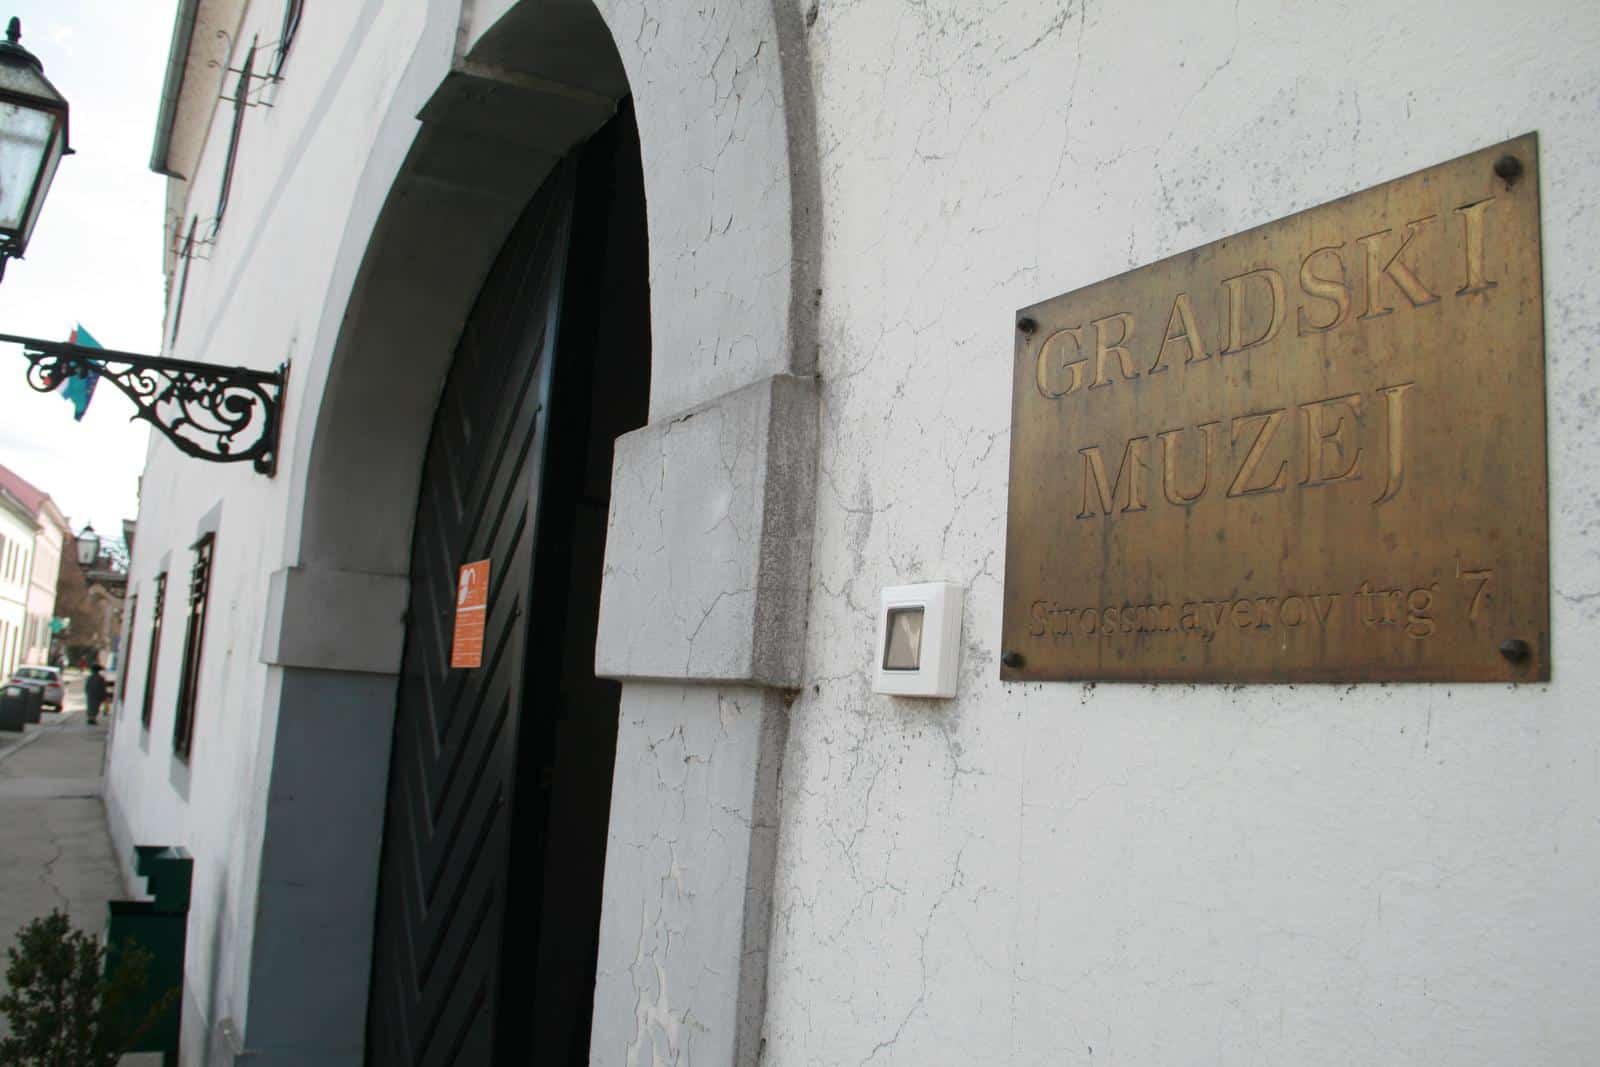 GRADSKI
MUZEJ
Strossmayerov trg 7